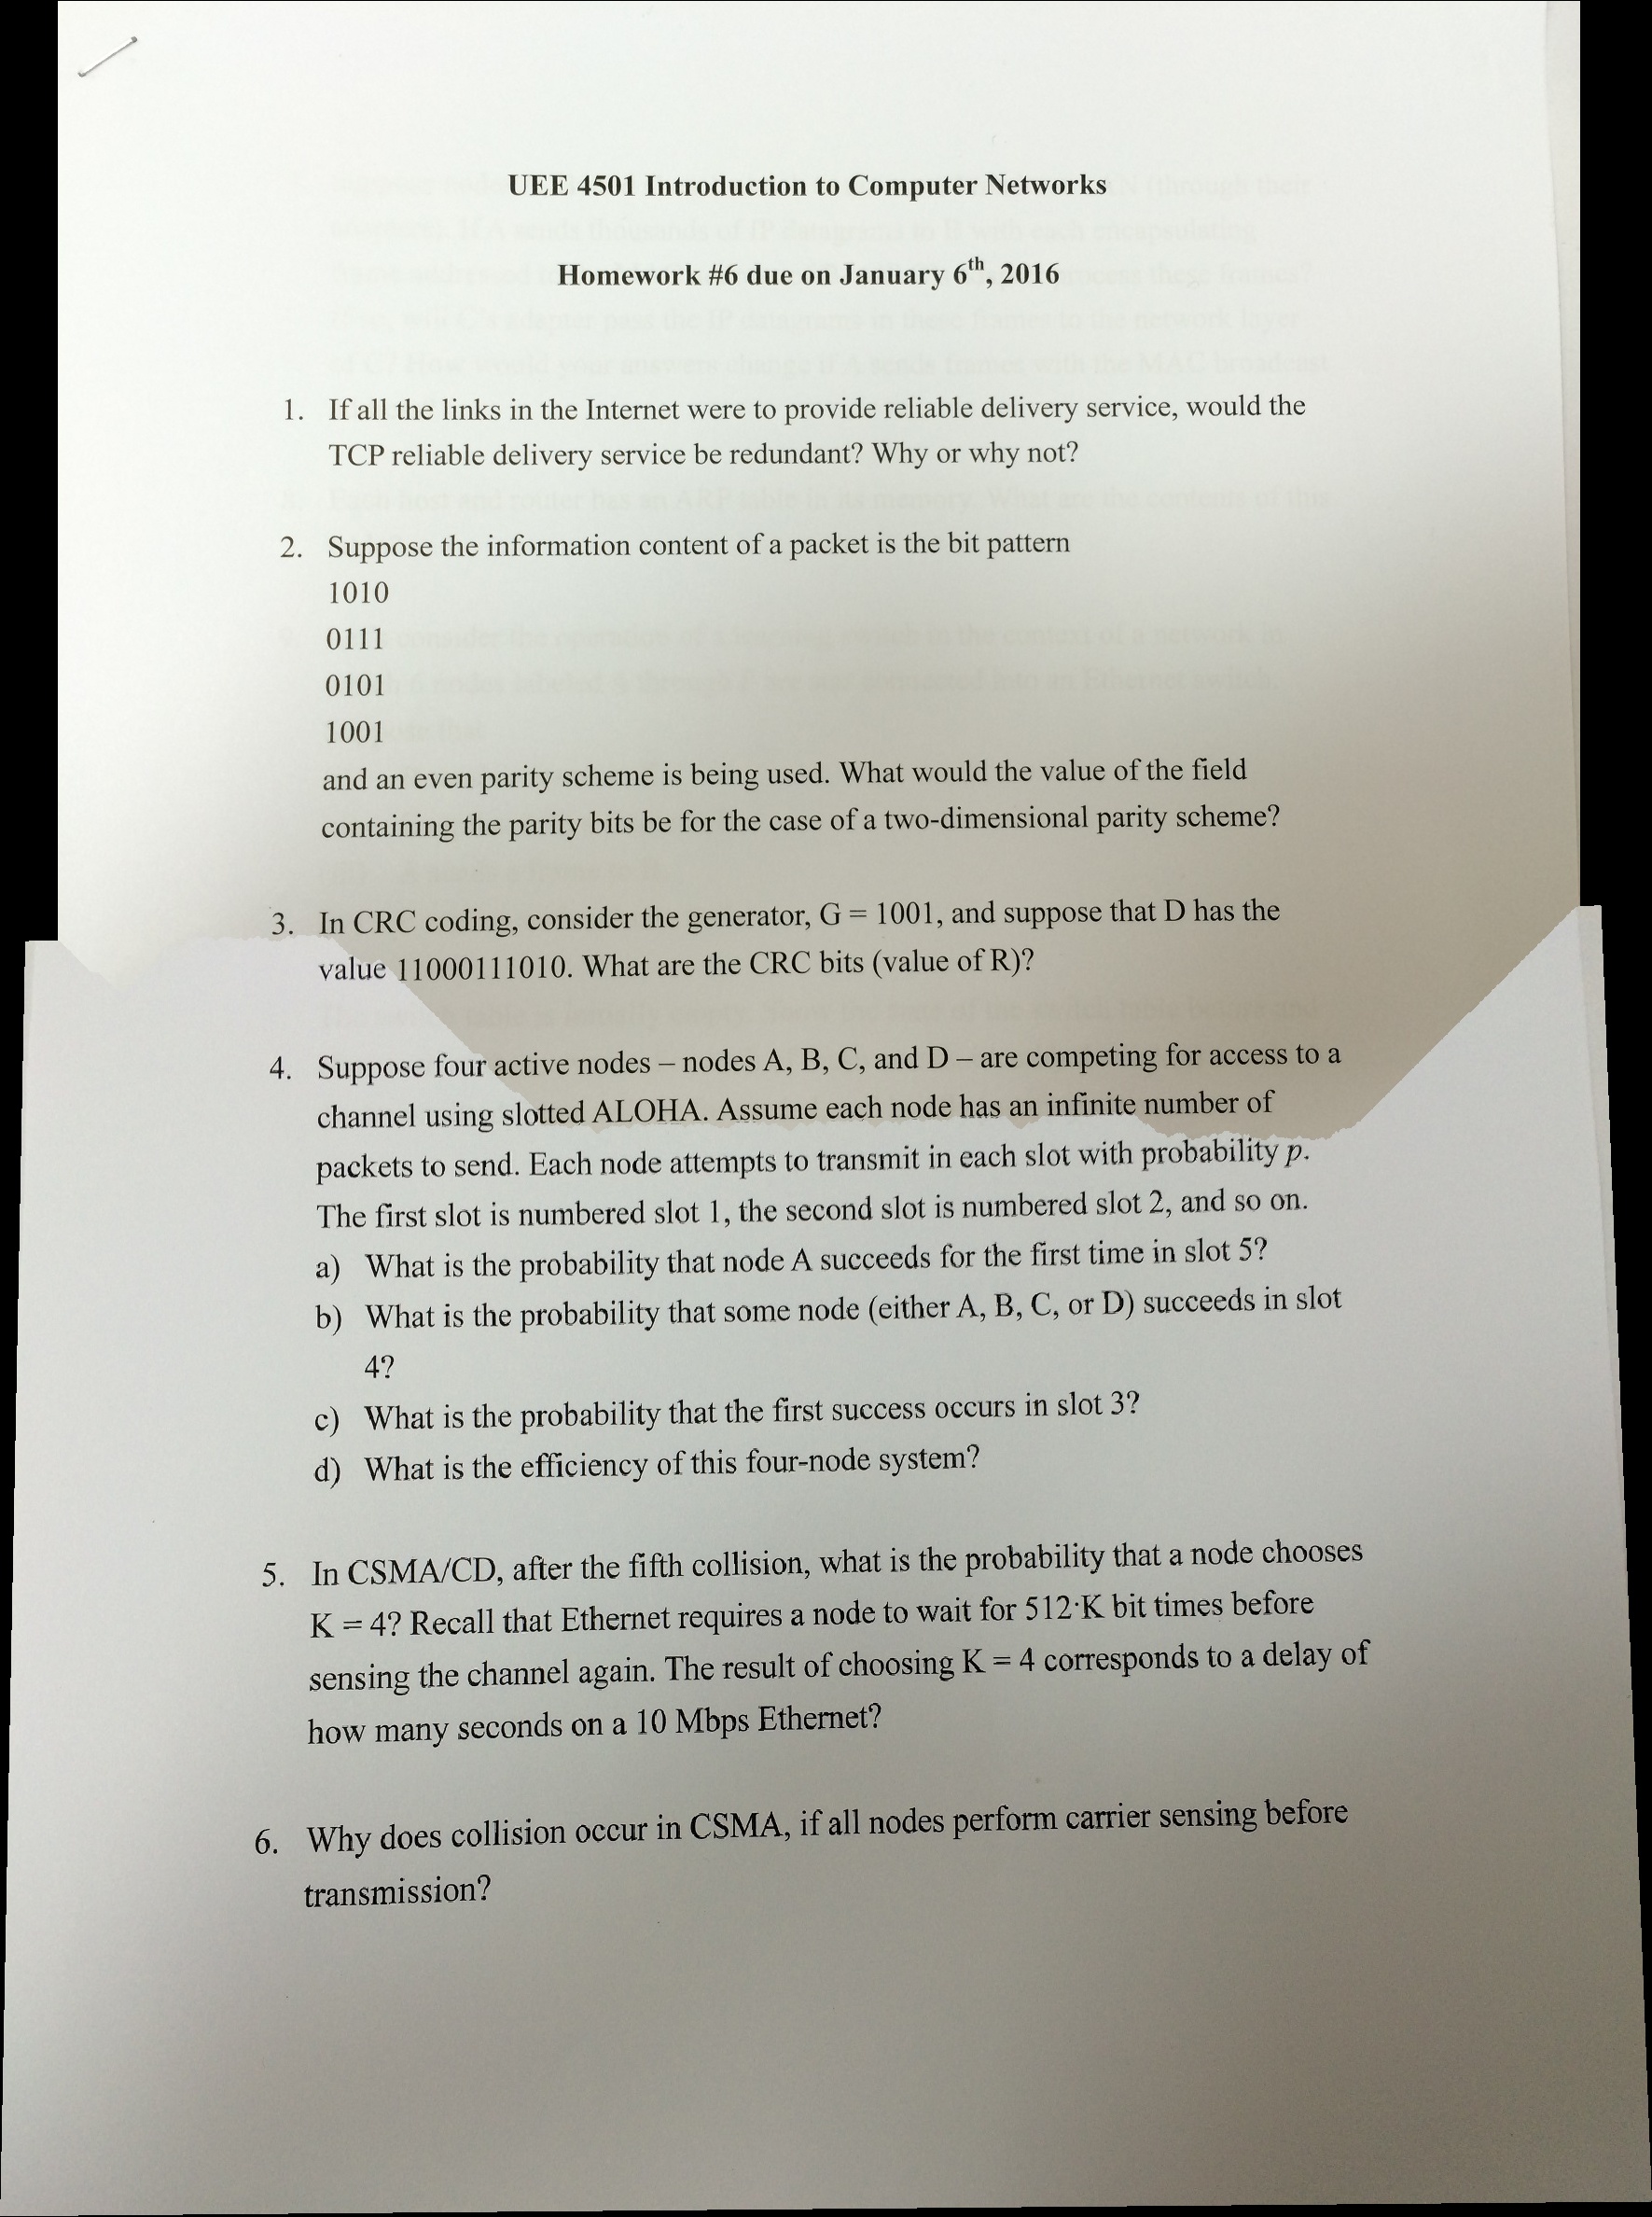 UEE 4501 Introduction to Computer Networks
Homework #6 due on January 6th, 2016
1. If all the links in the Internet were to provide reliable delivery service, would the
TCP reliable delivery service be redundant? Why or why not?
2. Suppose the information content of a packet is the bit pattern
1010
0111
0101
1001
and an even parity scheme is being used. What would the value of the field
containing the parity bits be for the case of a two-dimensional parity scheme?
3. In CRC coding, consider the generator, G = 1001, and suppose that D has the
value 11000111010. What are the CRC bits (value of R)?
4. Suppose four active nodes – nodes A, B, C, and D – are competing for access to a
channel using slotted ALOHA. Assume each node has an infinite number of
packets to send. Each node attempts to transmit in each slot with probability p.
The first slot is numbered slot 1, the second slot is numbered slot 2, and so on.
a) What is the probability that node A succeeds for the first time in slot 5?
b) What is the probability that some node (either A, B, C, or D) succeeds in slot
4?
c) What is the probability that the first success occurs in slot 3?
d) What is the efficiency of this four-node system?
5. In CSMA/CD, after the fifth collision, what is the probability that a node chooses
K = 4? Recall that Ethernet requires a node to wait for 512·K bit times before
sensing the channel again. The result of choosing K = 4 corresponds to a delay of
how many seconds on a 10 Mbps Ethernet?
6. Why does collision occur in CSMA, if all nodes perform carrier sensing before
transmission?